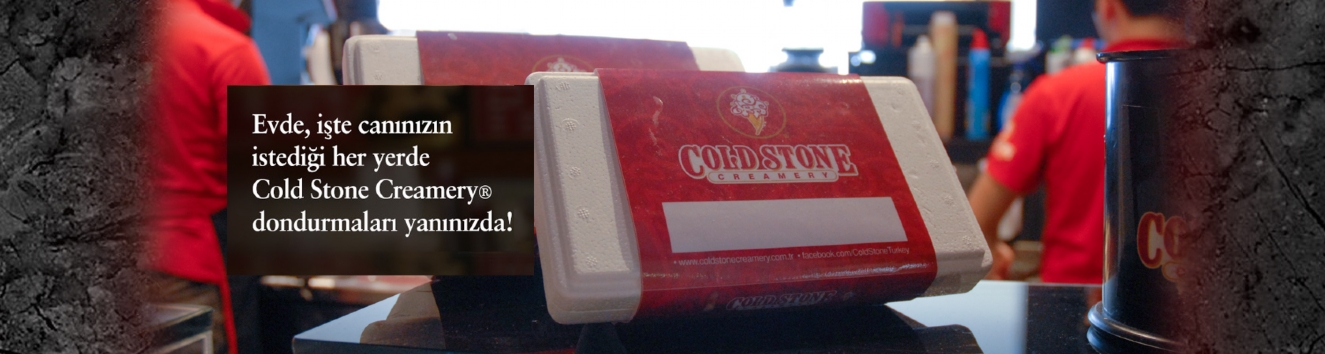 Evde, işte canınızın
istediği her yerde
Cold Stone Creamery®
dondurmaları yanınızda!
COLD STONE
CREAMERY
• www.coldstonecreamery.com.tr • facebook.com/ColdStoneTurkey
COLD STONE